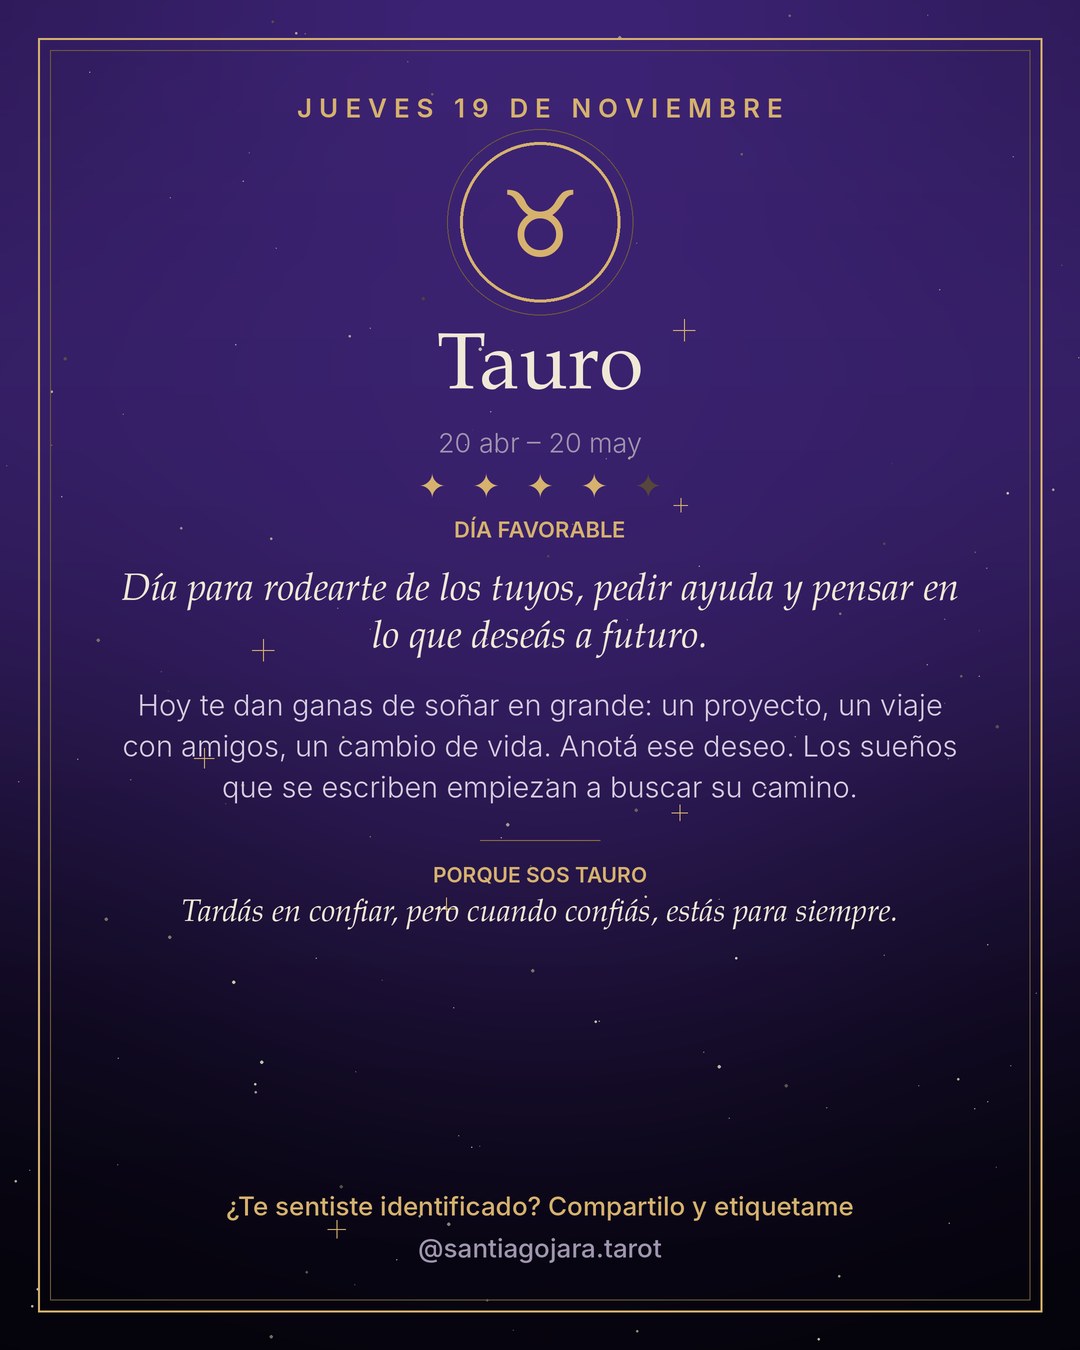 JUEVES 19 DE NOVIEMBRE
Tauro
20 abr – 20 may
DÍA FAVORABLE
Día para rodearte de los tuyos, pedir ayuda y pensar en
lo que deseás a futuro.
Hoy te dan ganas de soñar en grande: un proyecto, un viaje
con amigos, un cambio de vida. Anotá ese deseo. Los sueños
que se escriben empiezan a buscar su camino.
PORQUE SOS TAURO
Tardás en confiar, pero cuando confiás, estás para siempre.
¿Te sentiste identificado? Compartilo y etiquetame
@santiagojara.tarot